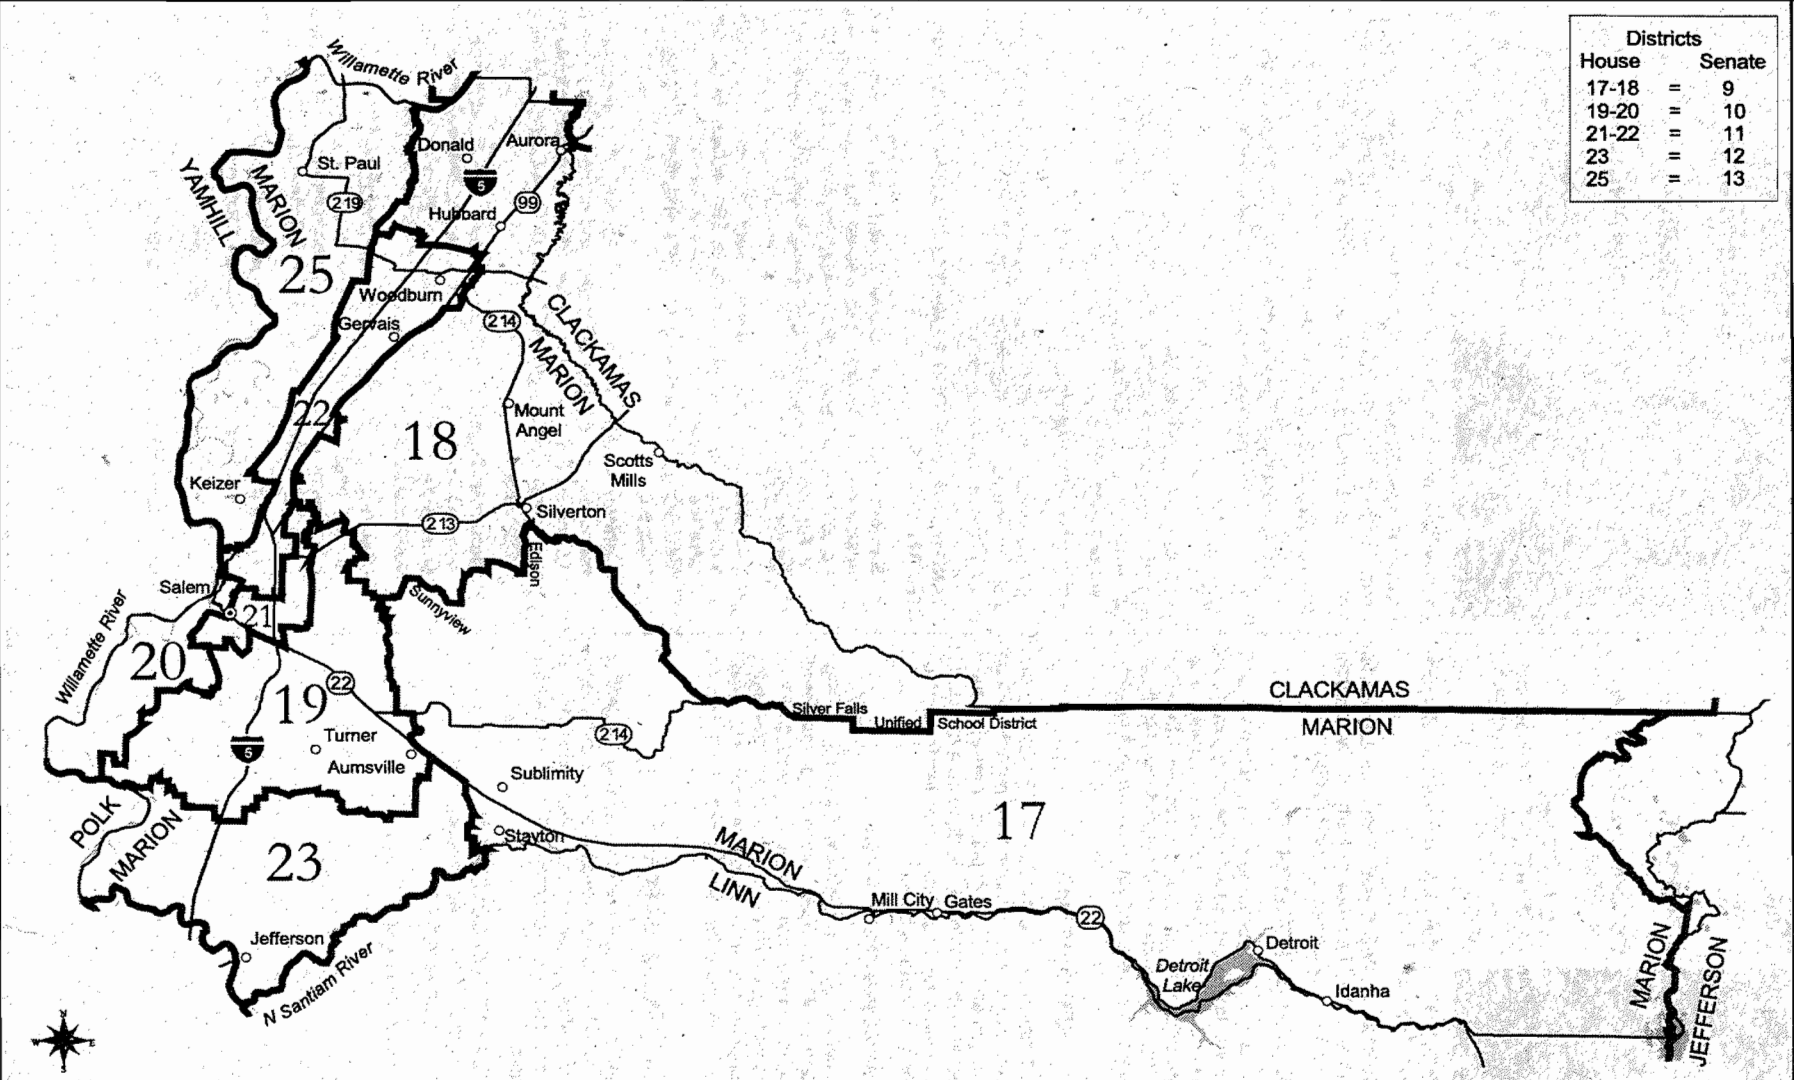 Districts
House Senate
17-18 = 9
19-20 = 10
21-22 = 11
23 = 12
25 = 13
Willamette River
Donald
Aurora
St. Paul
5
YAMHILL
MARION
219
99
Hubbard
25
Woodburn
Gervais
214
CLACKAMAS
MARION
22
18
Mount
Angel
Scotts
Mills
Keizer
Silverton
213
Edison
Salem
Sunnyview
21
Willamette River
20
22
19
CLACKAMAS
MARION
Silver Falls
Unified
School District
214
5
Turner
Aumsville
Sublimity
POLK
MARION
17
Stayton
MARION
LINN
23
Mill City
Gates
22
Jefferson
N Santiam River
Detroit
Detroit
Lake
Idanha
MARION
JEFFERSON
N
W
E
S